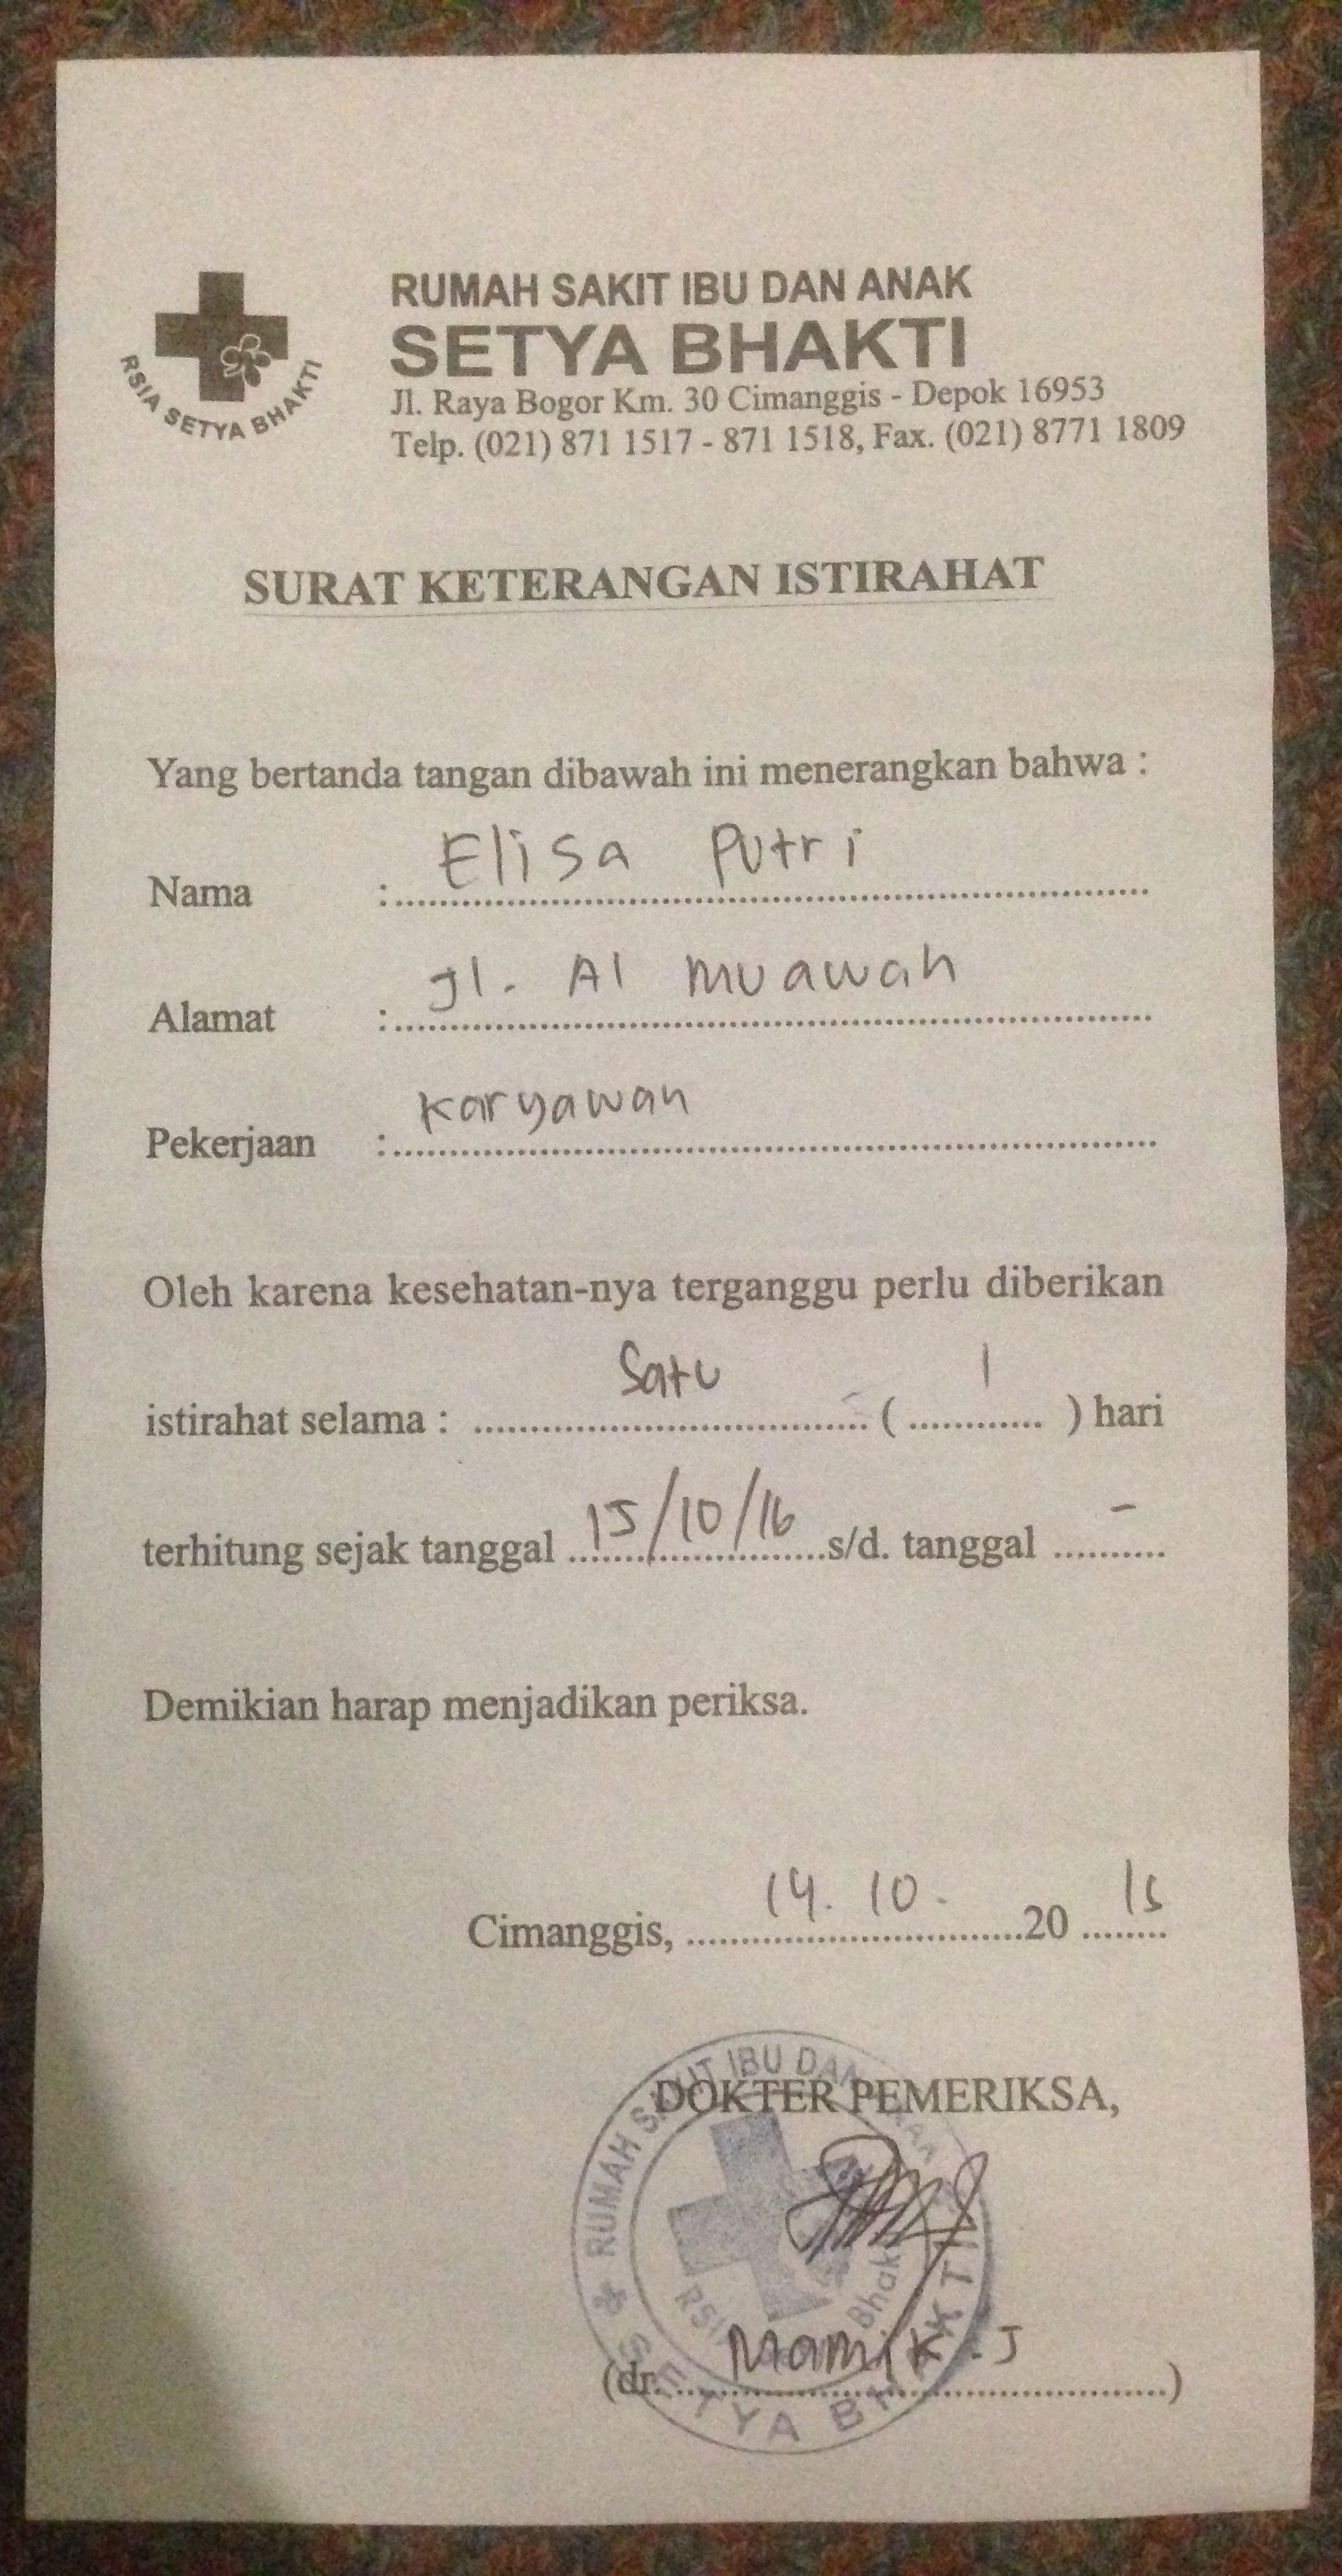 RUMAH SAKIT IBU DAN ANAK
SETYA BHAKTI
Jl. Raya Bogor Km. 30 Cimanggis - Depok 16953
Telp. (021) 871 1517 - 871 1518, Fax. (021) 8771 1809
RSIA SETYA BHAKTI
SURAT KETERANGAN ISTIRAHAT
Yang bertanda tangan dibawah ini menerangkan bahwa :
Nama : Elisa Putri
Alamat : Jl. Al Muawah
Pekerjaan : Karyawan
Oleh karena kesehatan-nya terganggu perlu diberikan
istirahat selama : Satu ( 1 ) hari
terhitung sejak tanggal 15/10/16 s/d. tanggal -
Demikian harap menjadikan periksa.
Cimanggis, 14. 10. 20 15
DOKTER PEMERIKSA,
RUMAH SAKIT IBU DAN ANAK
SETYA BHAKTI
RSIA Bhakti
(dr. Mamik . J)